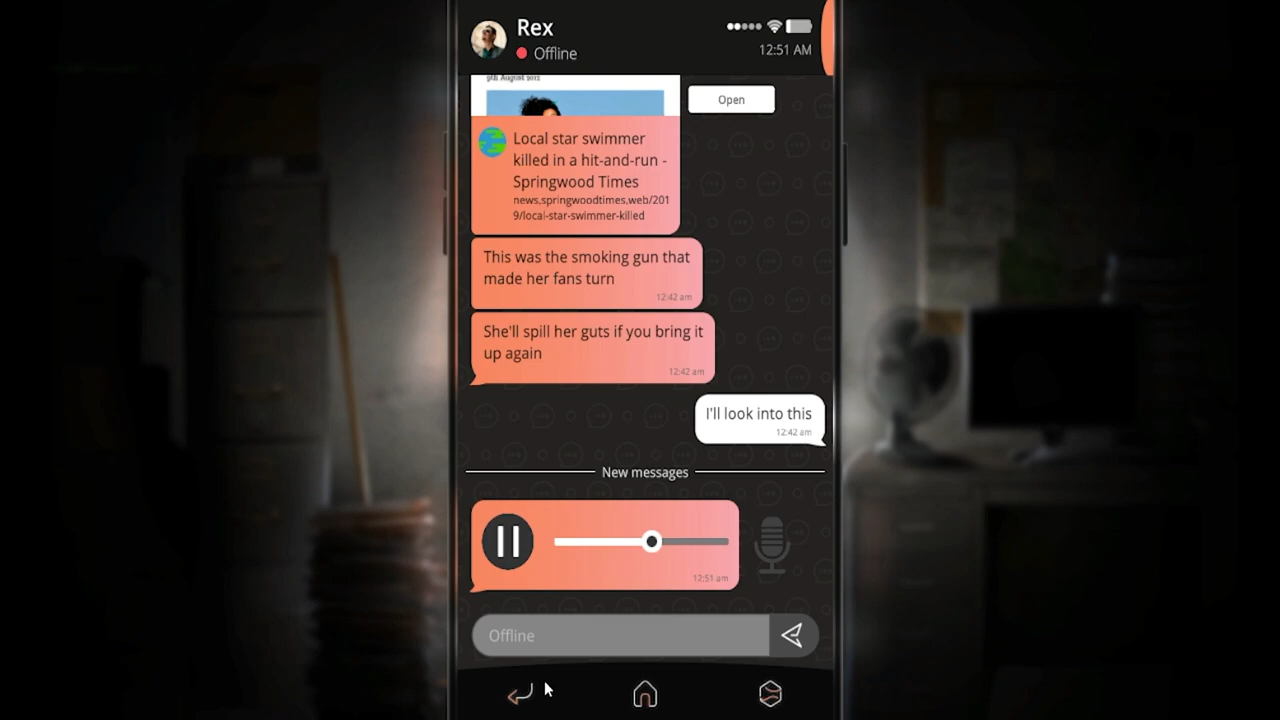 Rex
Offline
12:51 AM
9th August 2012
Open
Local star swimmer
killed in a hit-and-run -
Springwood Times
news,springwoodtimes,web/201
9/local-star-swimmer-killed
This was the smoking gun that
made her fans turn
12:42 am
She'll spill her guts if you bring it
up again
12:42 am
I'll look into this
12:42 am
New messages
12:51 am
Offline